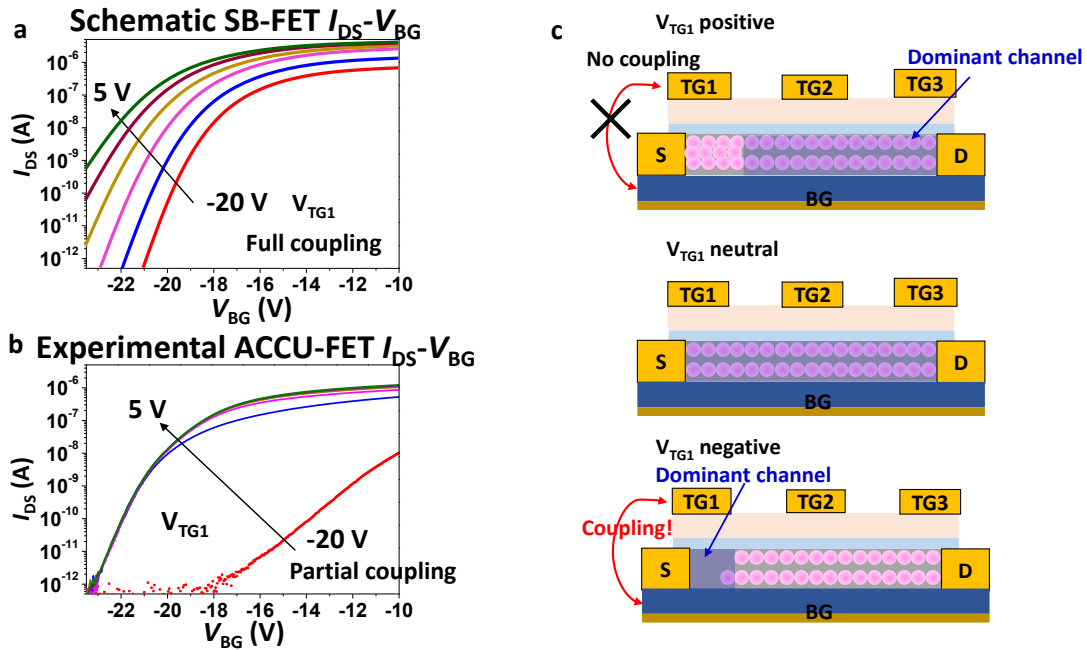 a Schematic SB-FET IDS-VBG
IDS (A)
10-6
10-7
10-8
10-9
10-10
10-11
10-12
5 V
-20 V VTG1
Full coupling
-22 -20 -18 -16 -14 -12 -10
VBG (V)
b Experimental ACCU-FET IDS-VBG
IDS (A)
10-6
10-7
10-8
10-9
10-10
10-11
10-12
5 V
VTG1
-20 V
Partial coupling
-22 -20 -18 -16 -14 -12 -10
VBG (V)
c
VTG1 positive
No coupling
Dominant channel
TG1 TG2 TG3
S D
BG
VTG1 neutral
TG1 TG2 TG3
S D
BG
VTG1 negative
Dominant channel
TG1 TG2 TG3
Coupling!
S D
BG